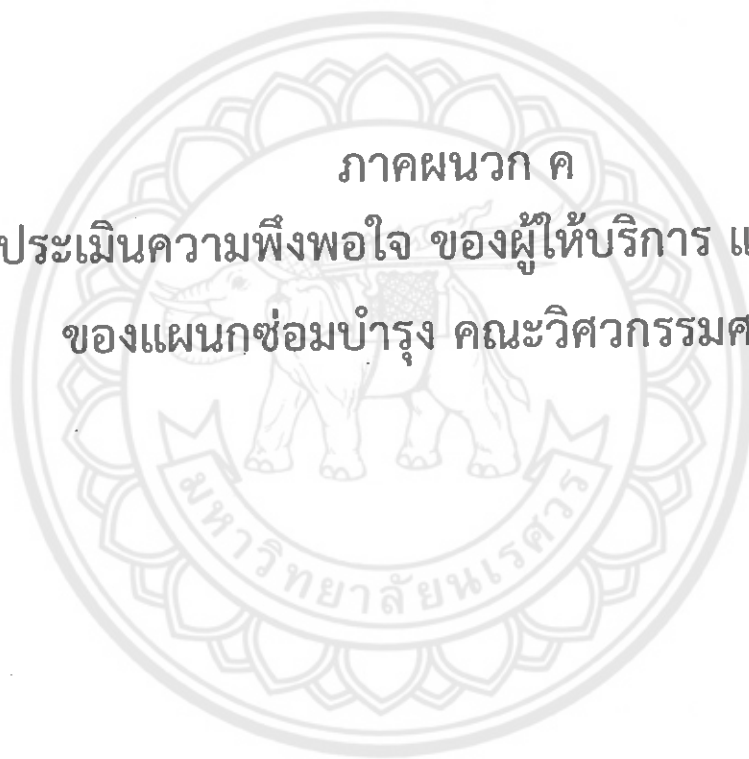 ภาคผนวก ค
ประเมินความพึงพอใจ ของผู้ให้บริการ แ
ของแผนกซ่อมบำรุง คณะวิศวกรรมศ
มหาวิทยาลัยนเรศวร